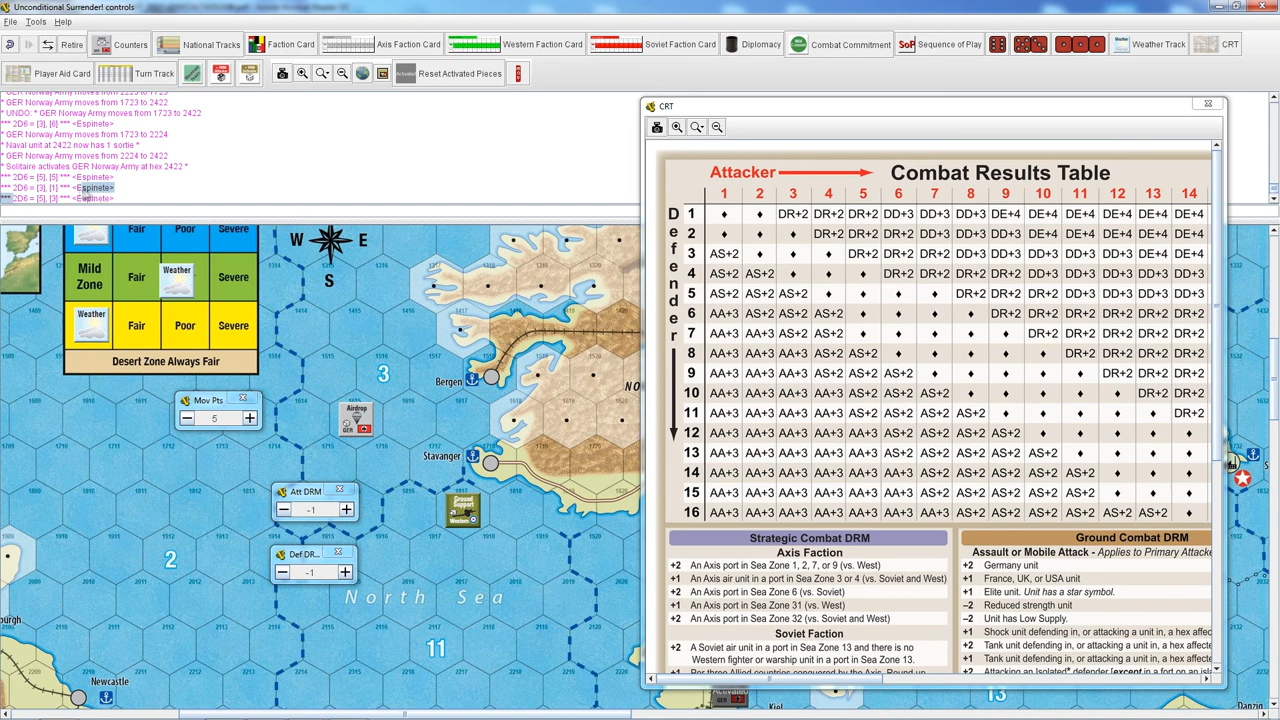 Unconditional Surrender! controls
File Tools Help
Retire Counters National Tracks Faction Card Axis Faction Card Western Faction Card Soviet Faction Card Diplomacy Combat Comma SoP Sequence of Play CRT
Player Aid Card Turn Track Activated Reset Activated Pieces
* GER Norway Army moves from 1723 to 2422
* UNDO: * GER Norway Army moves from 1723 to 2422
*** 2D6 = [3], [6] *** <Espinete>
* GER Norway Army moves from 1723 to 2224
* Naval unit at 2422 now has 1 sortie *
* GER Norway Army moves from 2224 to 2422
* Solitaire activates GER Norway Army at hex 2422 *
*** 2D6 = [5], [5] *** <Espinete>
*** 2D6 = [3], [1] *** <Espinete>
*** 2D6 = [5], [3] *** <Espinete>
Fair Poor Severe
Mild Zone Fair Weather Severe
Weather Fair Poor Severe
Desert Zone Always Fair
W E
S
3
Bergen
Mov Pts
5
Airdrop
GER
Stavanger
Att DRM
-1
Ground Support
Western
Def DR...
-1
2
North Sea
11
Newcastle
Kiel
Activated
GER
13
Danzig
CRT
Attacker Combat Results Table
1 2 3 4 5 6 7 8 9 10 11 12 13 14
Defender
1 ♦ ♦ DR+2 DR+2 DR+2 DD+3 DD+3 DD+3 DE+4 DE+4 DE+4 DE+4 DE+4 DE+4
2 ♦ ♦ ♦ DR+2 DR+2 DR+2 DD+3 DD+3 DD+3 DE+4 DE+4 DE+4 DE+4 DE+4
3 AS+2 ♦ ♦ ♦ DR+2 DR+2 DR+2 DD+3 DD+3 DD+3 DD+3 DE+4 DE+4 DE+4
4 AS+2 AS+2 ♦ ♦ ♦ DR+2 DR+2 DR+2 DR+2 DD+3 DD+3 DD+3 DD+3 DE+4
5 AS+2 AS+2 AS+2 ♦ ♦ ♦ ♦ DR+2 DR+2 DR+2 DD+3 DD+3 DD+3 DD+3
6 AA+3 AS+2 AS+2 AS+2 ♦ ♦ ♦ ♦ DR+2 DR+2 DR+2 DR+2 DR+2 DD+3
7 AA+3 AA+3 AS+2 AS+2 ♦ ♦ ♦ ♦ ♦ DR+2 DR+2 DR+2 DR+2 DR+2
8 AA+3 AA+3 AA+3 AS+2 AS+2 ♦ ♦ ♦ ♦ ♦ DR+2 DR+2 DR+2 DR+2
9 AA+3 AA+3 AA+3 AS+2 AS+2 AS+2 ♦ ♦ ♦ ♦ ♦ DR+2 DR+2 DR+2
10 AA+3 AA+3 AA+3 AA+3 AS+2 AS+2 AS+2 ♦ ♦ ♦ ♦ ♦ DR+2 DR+2
11 AA+3 AA+3 AA+3 AA+3 AS+2 AS+2 AS+2 AS+2 ♦ ♦ ♦ ♦ ♦ DR+2
12 AA+3 AA+3 AA+3 AA+3 AA+3 AS+2 AS+2 AS+2 AS+2 ♦ ♦ ♦ ♦ ♦
13 AA+3 AA+3 AA+3 AA+3 AA+3 AS+2 AS+2 AS+2 AS+2 AS+2 ♦ ♦ ♦ ♦
14 AA+3 AA+3 AA+3 AA+3 AA+3 AA+3 AS+2 AS+2 AS+2 AS+2 AS+2 ♦ ♦ ♦
15 AA+3 AA+3 AA+3 AA+3 AA+3 AA+3 AS+2 AS+2 AS+2 AS+2 AS+2 ♦ ♦ ♦
16 AA+3 AA+3 AA+3 AA+3 AA+3 AA+3 AA+3 AS+2 AS+2 AS+2 AS+2 AS+2 AS+2 ♦
Strategic Combat DRM
Axis Faction
+2 An Axis port in Sea Zone 1, 2, 7, or 9 (vs. West)
+1 An Axis air unit in a port in Sea Zone 3 or 4 (vs. Soviet and West)
+2 An Axis port in Sea Zone 6 (vs. Soviet)
+1 An Axis port in Sea Zone 31 (vs. West)
+2 An Axis port in Sea Zone 32 (vs. Soviet and West)
Soviet Faction
+2 A Soviet air unit in a port in Sea Zone 13 and there is no
Western fighter or warship unit in a port in Sea Zone 13.
Ground Combat DRM
Assault or Mobile Attack - Applies to Primary Attacke
+2 Germany unit
+1 France, UK, or USA unit
+1 Elite unit. Unit has a star symbol.
–2 Reduced strength unit
–2 Unit has Low Supply.
+1 Shock unit defending in, or attacking a unit in, a hex affec
+2 Tank unit defending in, or attacking a unit in, a hex affecte
+1 Tank unit defending in, or attacking a unit in, a hex affecte
+2 Attacking an Isolated* defender (except in a fort on an is